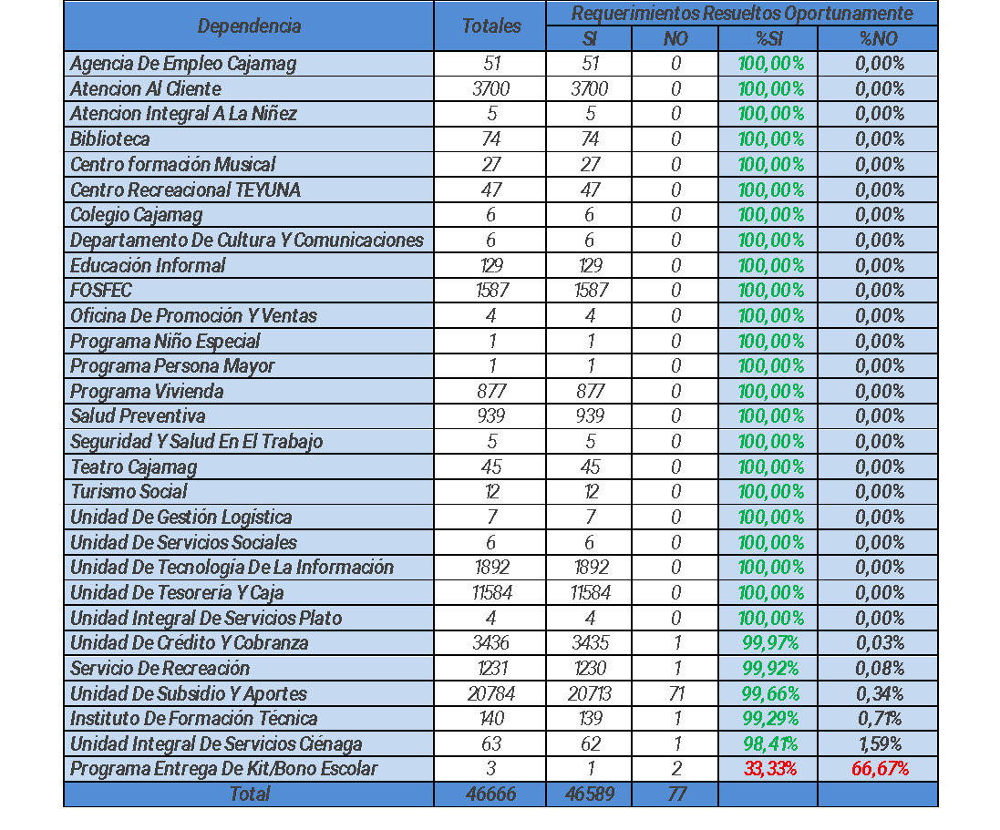 Dependencia Totales Requerimientos Resueltos Oportunamente
SI NO %SI %NO
Agencia De Empleo Cajamag 51 51 0 100,00% 0,00%
Atencion Al Cliente 3700 3700 0 100,00% 0,00%
Atencion Integral A La Niñez 5 5 0 100,00% 0,00%
Biblioteca 74 74 0 100,00% 0,00%
Centro formación Musical 27 27 0 100,00% 0,00%
Centro Recreacional TEYUNA 47 47 0 100,00% 0,00%
Colegio Cajamag 6 6 0 100,00% 0,00%
Departamento De Cultura Y Comunicaciones 6 6 0 100,00% 0,00%
Educación Informal 129 129 0 100,00% 0,00%
FOSFEC 1587 1587 0 100,00% 0,00%
Oficina De Promoción Y Ventas 4 4 0 100,00% 0,00%
Programa Niño Especial 1 1 0 100,00% 0,00%
Programa Persona Mayor 1 1 0 100,00% 0,00%
Programa Vivienda 877 877 0 100,00% 0,00%
Salud Preventiva 939 939 0 100,00% 0,00%
Seguridad Y Salud En El Trabajo 5 5 0 100,00% 0,00%
Teatro Cajamag 45 45 0 100,00% 0,00%
Turismo Social 12 12 0 100,00% 0,00%
Unidad De Gestión Logística 7 7 0 100,00% 0,00%
Unidad De Servicios Sociales 6 6 0 100,00% 0,00%
Unidad De Tecnología De La Información 1892 1892 0 100,00% 0,00%
Unidad De Tesorería Y Caja 11584 11584 0 100,00% 0,00%
Unidad Integral De Servicios Plato 4 4 0 100,00% 0,00%
Unidad De Crédito Y Cobranza 3436 3435 1 99,97% 0,03%
Servicio De Recreación 1231 1230 1 99,92% 0,08%
Unidad De Subsidio Y Aportes 20784 20713 71 99,66% 0,34%
Instituto De Formación Técnica 140 139 1 99,29% 0,71%
Unidad Integral De Servicios Ciénaga 63 62 1 98,41% 1,59%
Programa Entrega De Kit/Bono Escolar 3 1 2 33,33% 66,67%
Total 46666 46589 77